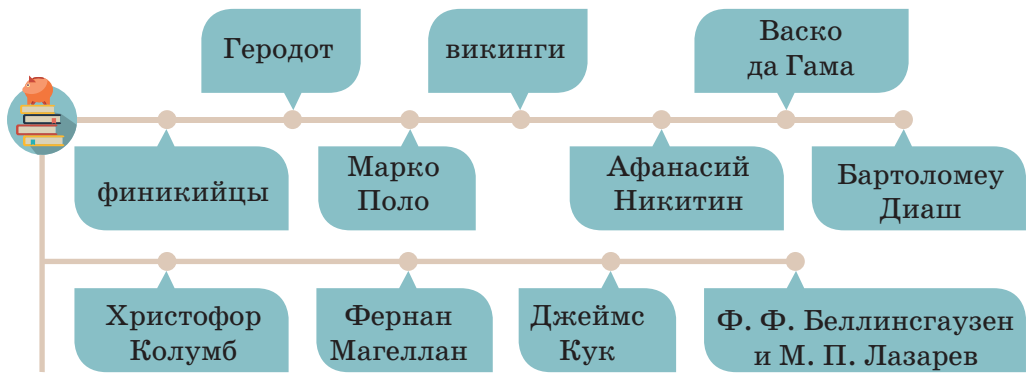 Геродот
викинги
Васко
да Гама
финикийцы
Марко
Поло
Афанасий
Никитин
Бартоломеу
Диаш
Христофор
Колумб
Фернан
Магеллан
Джеймс
Кук
Ф. Ф. Беллинсгаузен
и М. П. Лазарев